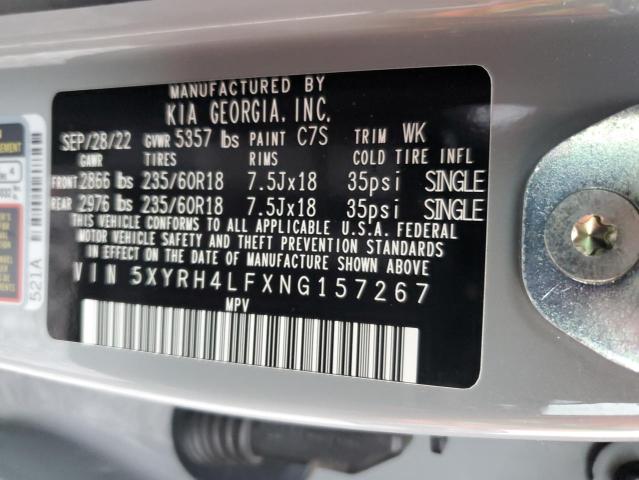 MANUFACTURED BY
KIA GEORGIA, INC.
SEP/28/22 GVWR 5357 lbs PAINT C7S TRIM WK
GAWR TIRES RIMS COLD TIRE INFL
FRONT 2866 lbs 235/60R18 7.5Jx18 35psi SINGLE
REAR 2976 lbs 235/60R18 7.5Jx18 35psi SINGLE
THIS VEHICLE CONFORMS TO ALL APPLICABLE U.S.A. FEDERAL
MOTOR VEHICLE SAFETY AND THEFT PREVENTION STANDARDS
IN EFFECT ON THE DATE OF MANUFACTURE SHOWN ABOVE
VIN 5XYRH4LFXNG157267
MPV
521A
4